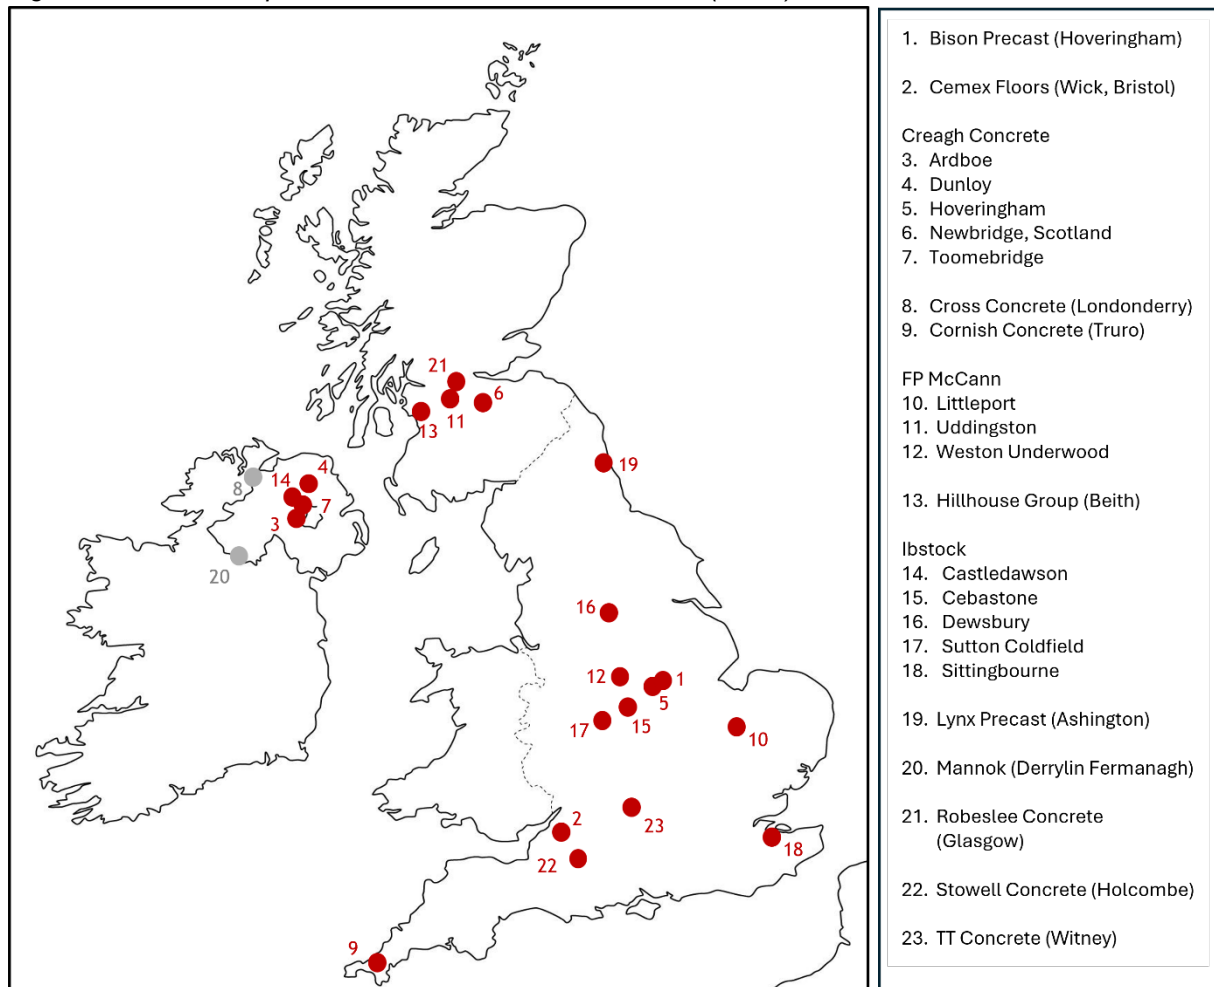 21
6
11
13
19
4
14
8
7
3
20
16
12
1
5
15
17
10
2
23
22
18
9
1. Bison Precast (Hoveringham)
2. Cemex Floors (Wick, Bristol)
Creagh Concrete
3. Ardboe
4. Dunloy
5. Hoveringham
6. Newbridge, Scotland
7. Toomebridge
8. Cross Concrete (Londonderry)
9. Cornish Concrete (Truro)
FP McCann
10. Littleport
11. Uddingston
12. Weston Underwood
13. Hillhouse Group (Beith)
Ibstock
14. Castledawson
15. Cebastone
16. Dewsbury
17. Sutton Coldfield
18. Sittingbourne
19. Lynx Precast (Ashington)
20. Mannok (Derrylin Fermanagh)
21. Robeslee Concrete
(Glasgow)
22. Stowell Concrete (Holcombe)
23. TT Concrete (Witney)